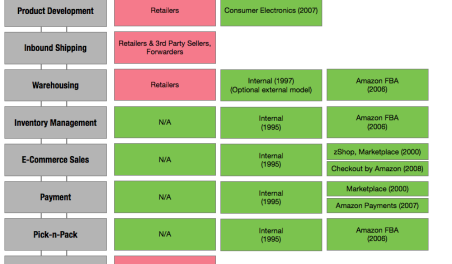 Product Development
Retailers
Consumer Electronics (2007)
Inbound Shipping
Retailers & 3rd Party Sellers,
Forwarders
Warehousing
Retailers
Internal (1997)
(Optional external model)
Amazon FBA
(2006)
Inventory Management
N/A
Internal
(1995)
Amazon FBA
(2006)
E-Commerce Sales
N/A
Internal
(1995)
zShop, Marketplace (2000)
Checkout by Amazon (2008)
Payment
N/A
Internal
(1995)
Marketplace (2000)
Amazon Payments (2007)
Pick-n-Pack
N/A
Internal
(1995)
Amazon FBA
(2006)